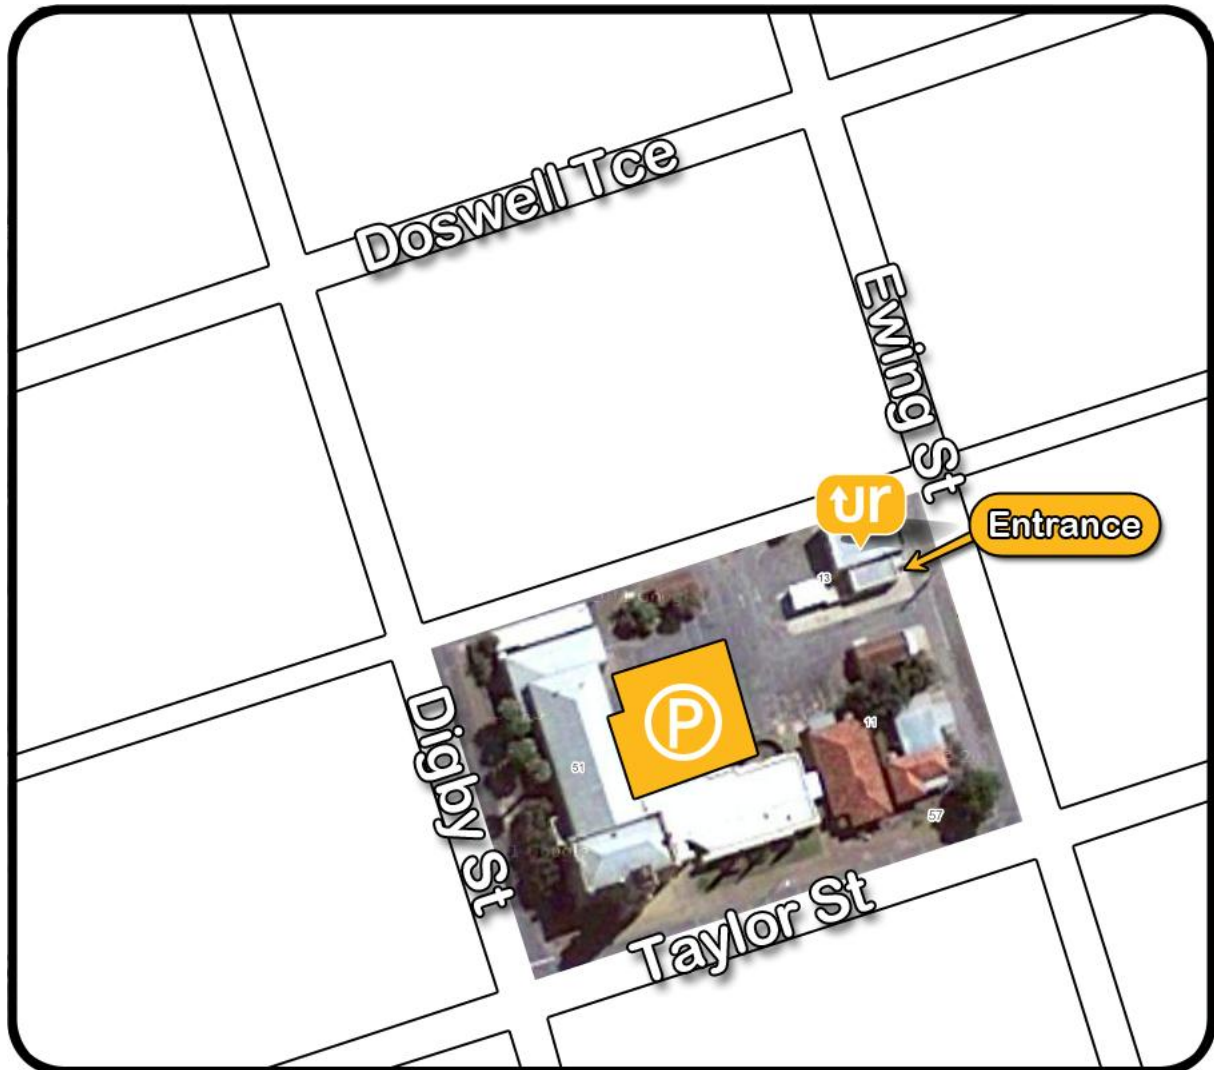 Doswell Tce
Ewing St
ur
Entrance
13
P
11
51
57
Digby St
Taylor St